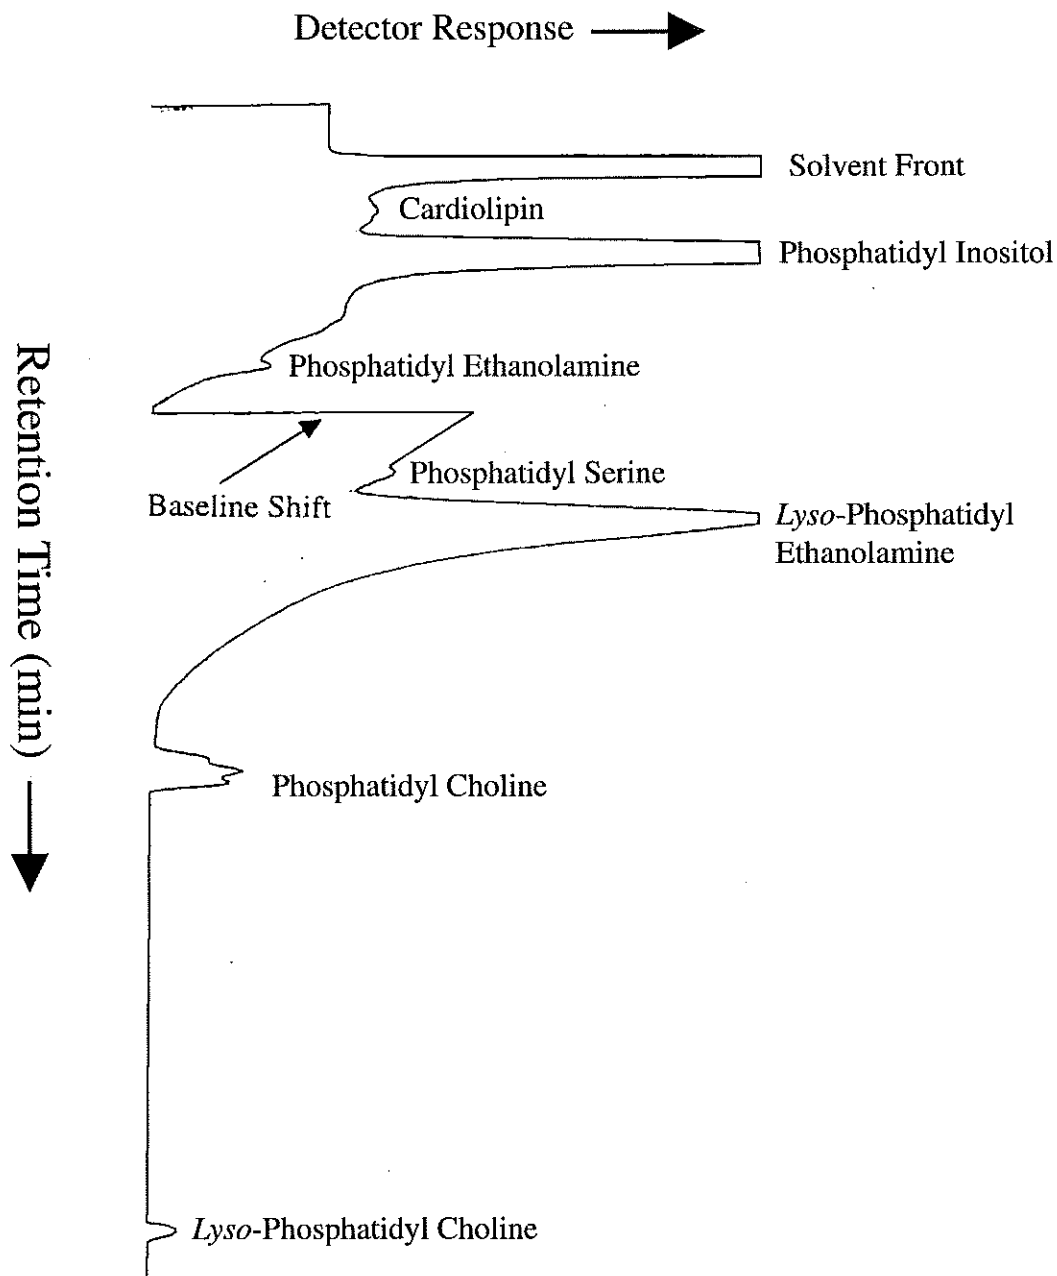 Detector Response
Solvent Front
Cardiolipin
Phosphatidyl Inositol
Phosphatidyl Ethanolamine
Phosphatidyl Serine
Baseline Shift
Lyso-Phosphatidyl
Ethanolamine
Retention Time (min)
Phosphatidyl Choline
Lyso-Phosphatidyl Choline